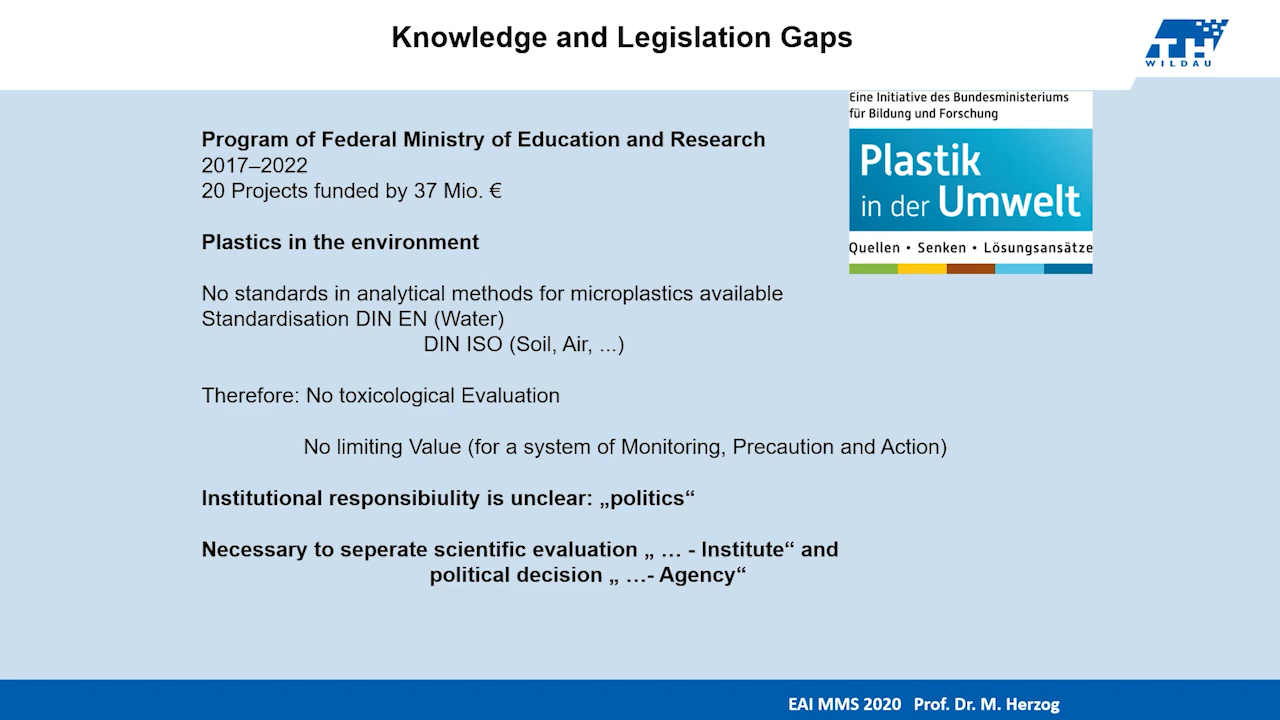 Knowledge and Legislation Gaps
TH
WILDAU
Eine Initiative des Bundesministeriums
für Bildung und Forschung
Plastik
in der Umwelt
Quellen • Senken • Lösungsansätze
Program of Federal Ministry of Education and Research
2017–2022
20 Projects funded by 37 Mio. €
Plastics in the environment
No standards in analytical methods for microplastics available
Standardisation DIN EN (Water)
DIN ISO (Soil, Air, ...)
Therefore: No toxicological Evaluation
No limiting Value (for a system of Monitoring, Precaution and Action)
Institutional responsibiulity is unclear: „politics“
Necessary to seperate scientific evaluation „ … - Institute“ and
political decision „ …- Agency“
EAI MMS 2020 Prof. Dr. M. Herzog